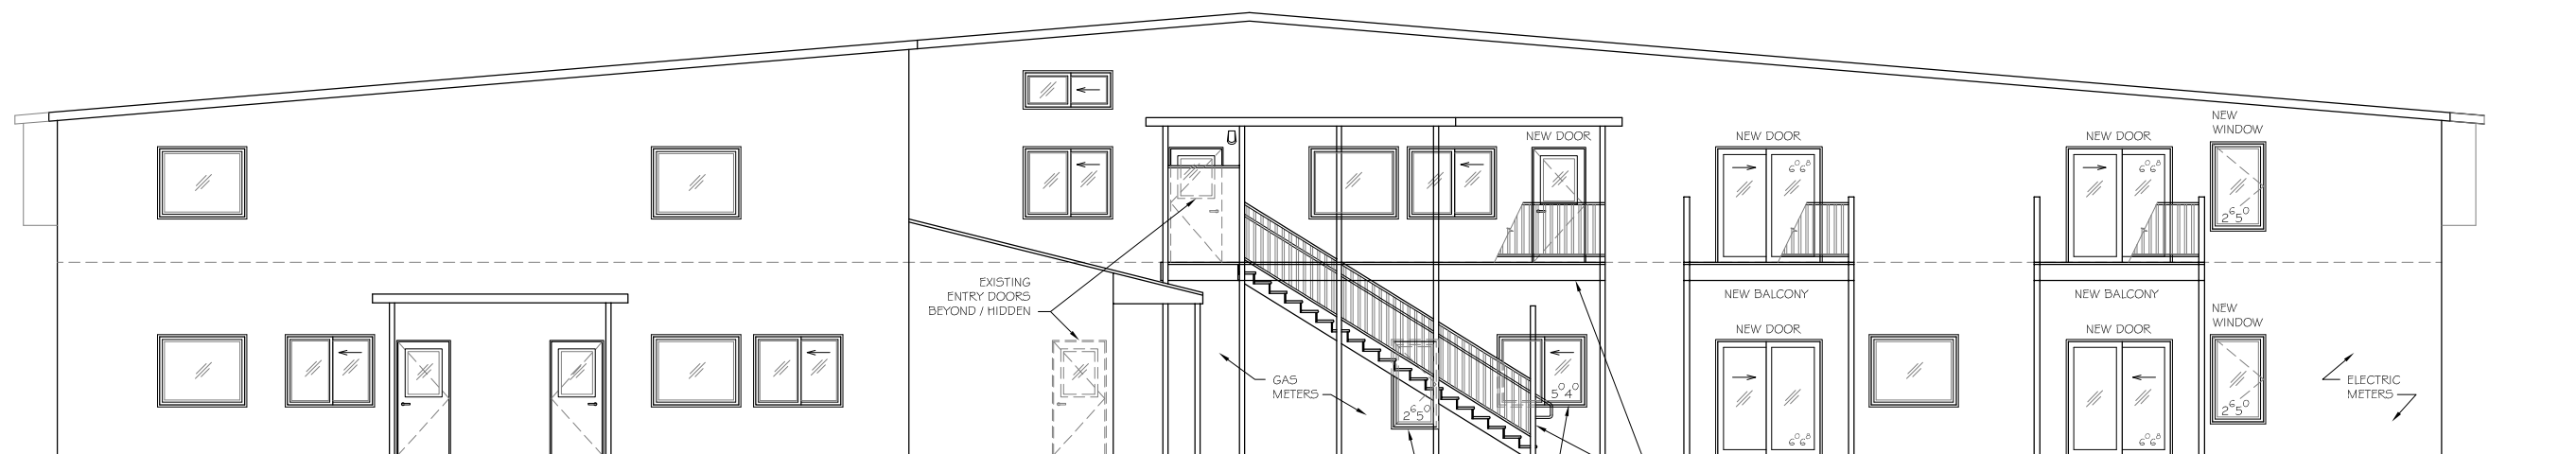 NEW
WINDOW
NEW DOOR
NEW DOOR
NEW DOOR
6⁰6⁸
6⁰6⁸
2⁶5⁰
EXISTING
ENTRY DOORS
BEYOND / HIDDEN
NEW BALCONY
NEW BALCONY
NEW
WINDOW
NEW DOOR
NEW DOOR
GAS
METERS
ELECTRIC
METERS
5⁰4⁰
2⁶5⁰
2⁶5⁰
6⁰6⁸
6⁰6⁸